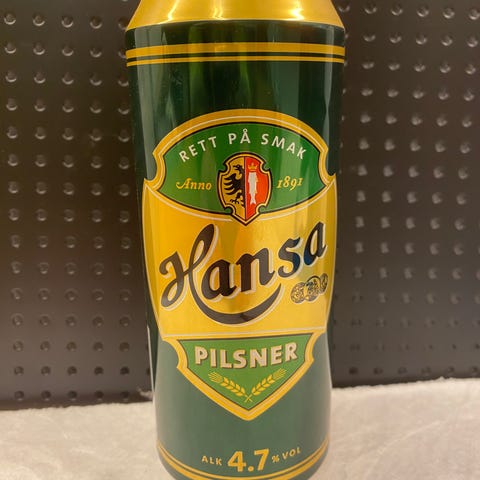 RETT PÅ SMAK
Anno 1891
Hansa
PILSNER
ALK 4.7 % VOL